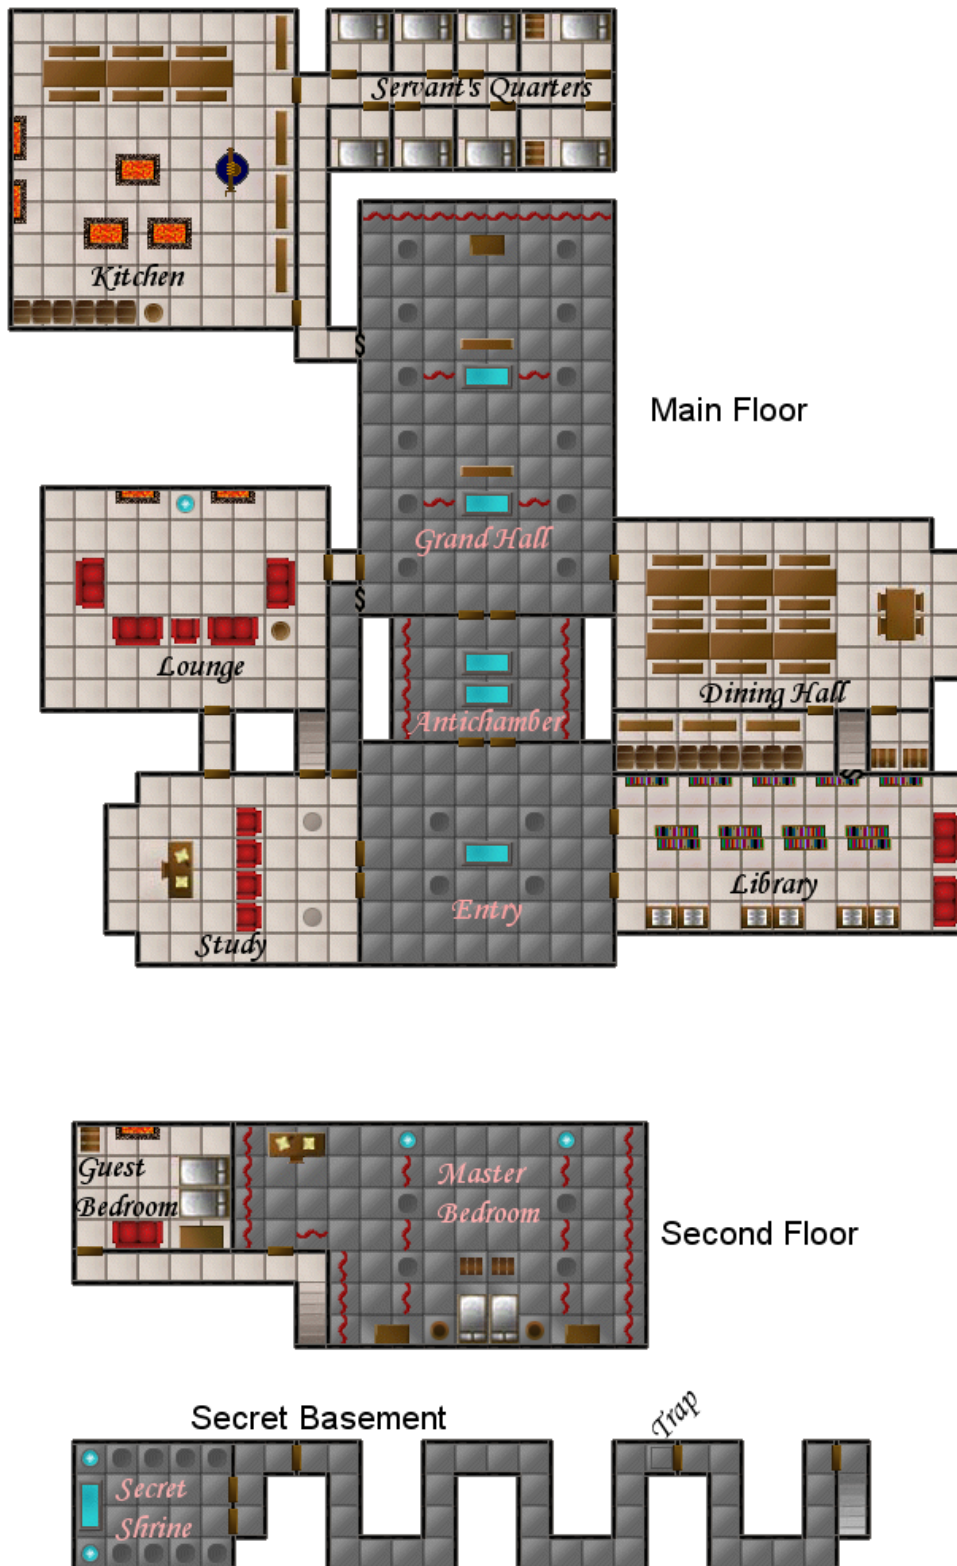 Servant's Quarters
Kitchen
S
Main Floor
Grand Hall
S
Lounge
Dining Hall
Antichamber
S
Library
Entry
Study
Guest
Bedroom
Master
Bedroom
Second Floor
Secret Basement
Trap
Secret
Shrine